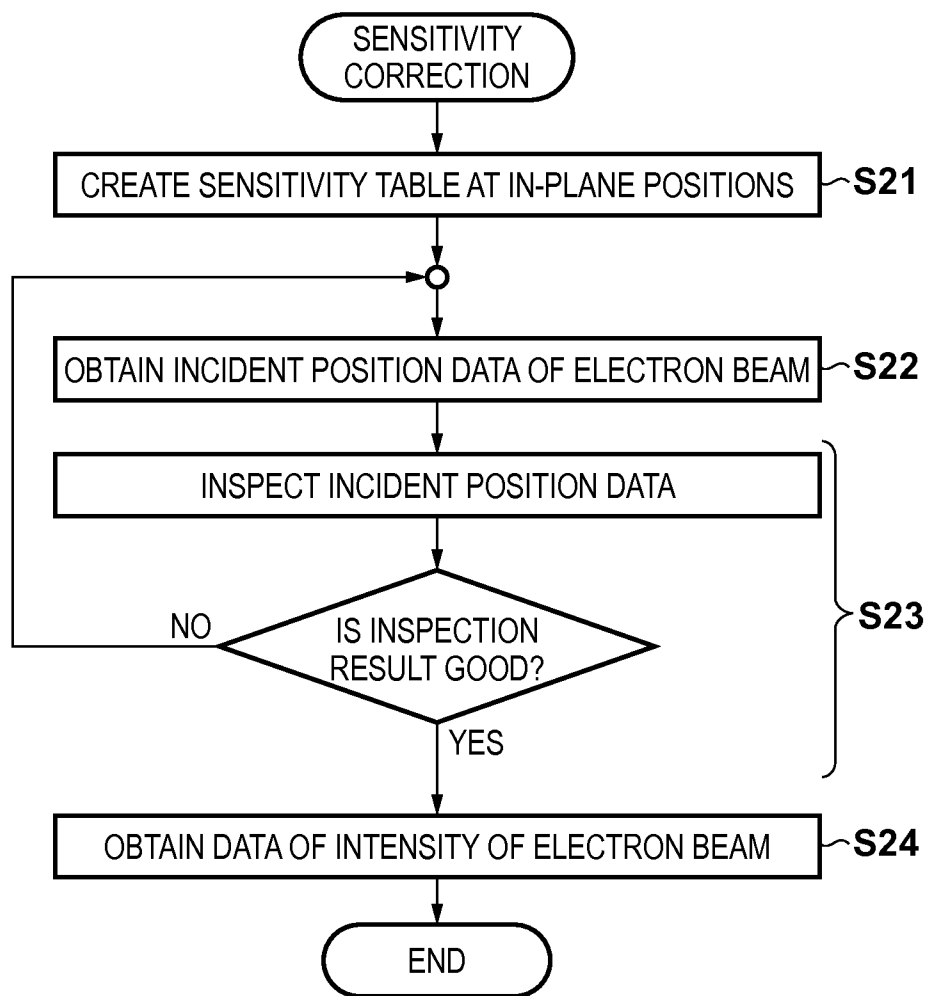 SENSITIVITY
CORRECTION
CREATE SENSITIVITY TABLE AT IN-PLANE POSITIONS
S21
OBTAIN INCIDENT POSITION DATA OF ELECTRON BEAM
S22
INSPECT INCIDENT POSITION DATA
S23
NO
IS INSPECTION
RESULT GOOD?
YES
OBTAIN DATA OF INTENSITY OF ELECTRON BEAM
S24
END